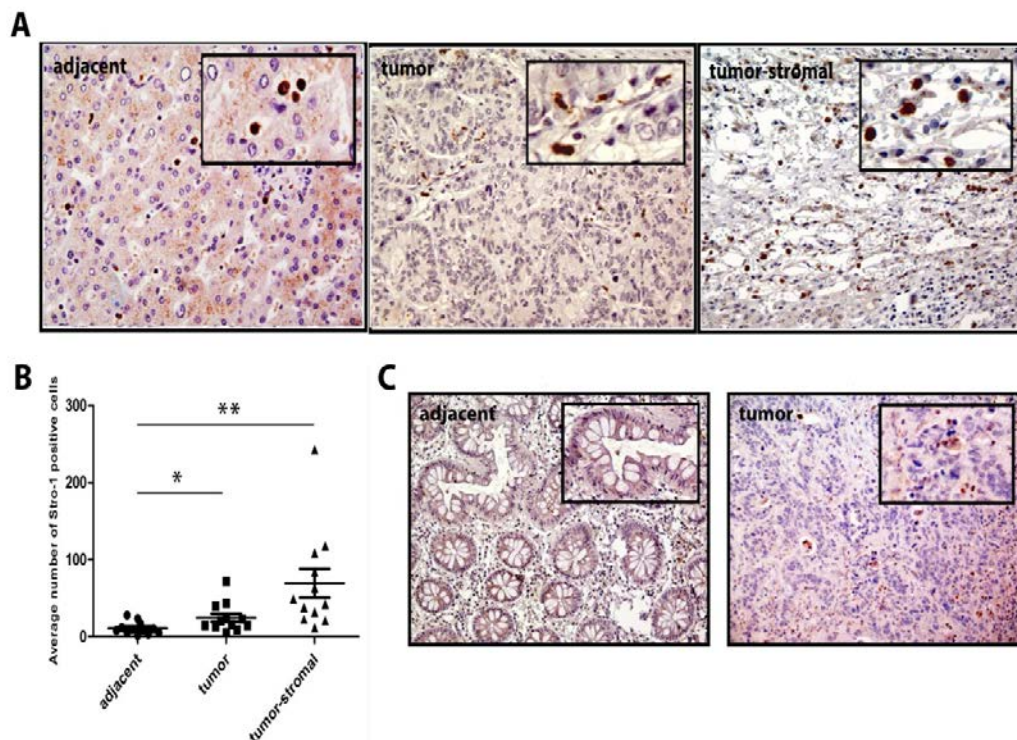 A
adjacent
tumor
tumor-stromal
B
Average number of Stro-1 positive cells
300
200
100
0
**
*
adjacent
tumor
tumor-stromal
C
adjacent
tumor